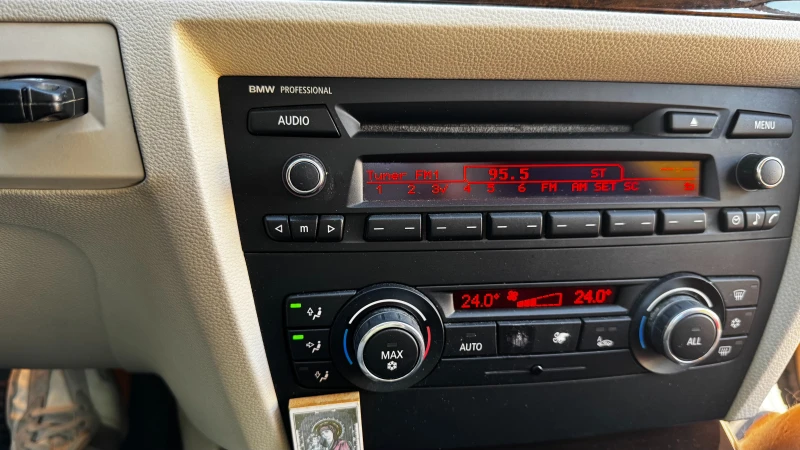 BMW PROFESSIONAL
AUDIO
MENU
Tuner FM1 95.5 ST
1 2 3 4 5 6 FM AM SET SC
m
24.0° 24.0°
MAX
AUTO
ALL